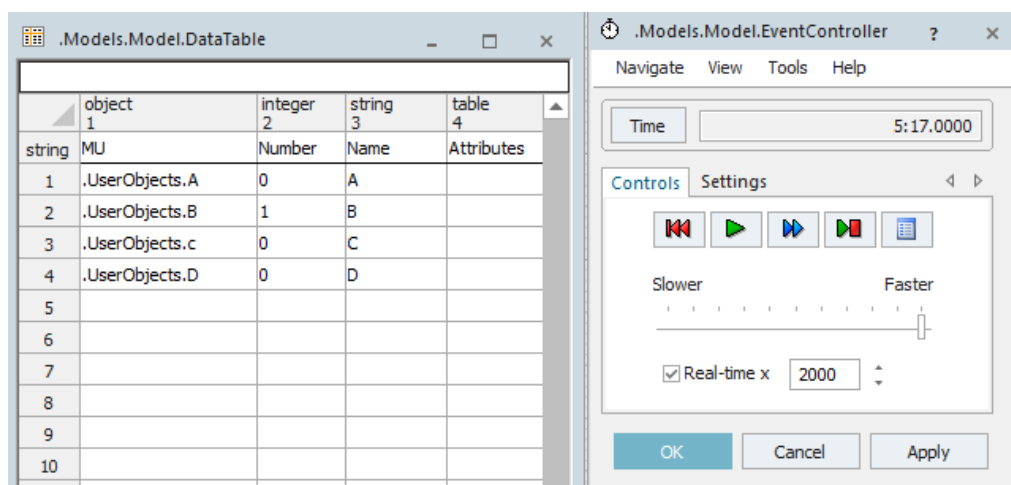 .Models.Model.DataTable
object integer string table
1 2 3 4
string MU Number Name Attributes
1 .UserObjects.A 0 A
2 .UserObjects.B 1 B
3 .UserObjects.c 0 C
4 .UserObjects.D 0 D
5
6
7
8
9
10
.Models.Model.EventController ?
Navigate View Tools Help
Time 5:17.0000
Controls Settings
Slower Faster
Real-time x 2000
OK Cancel Apply